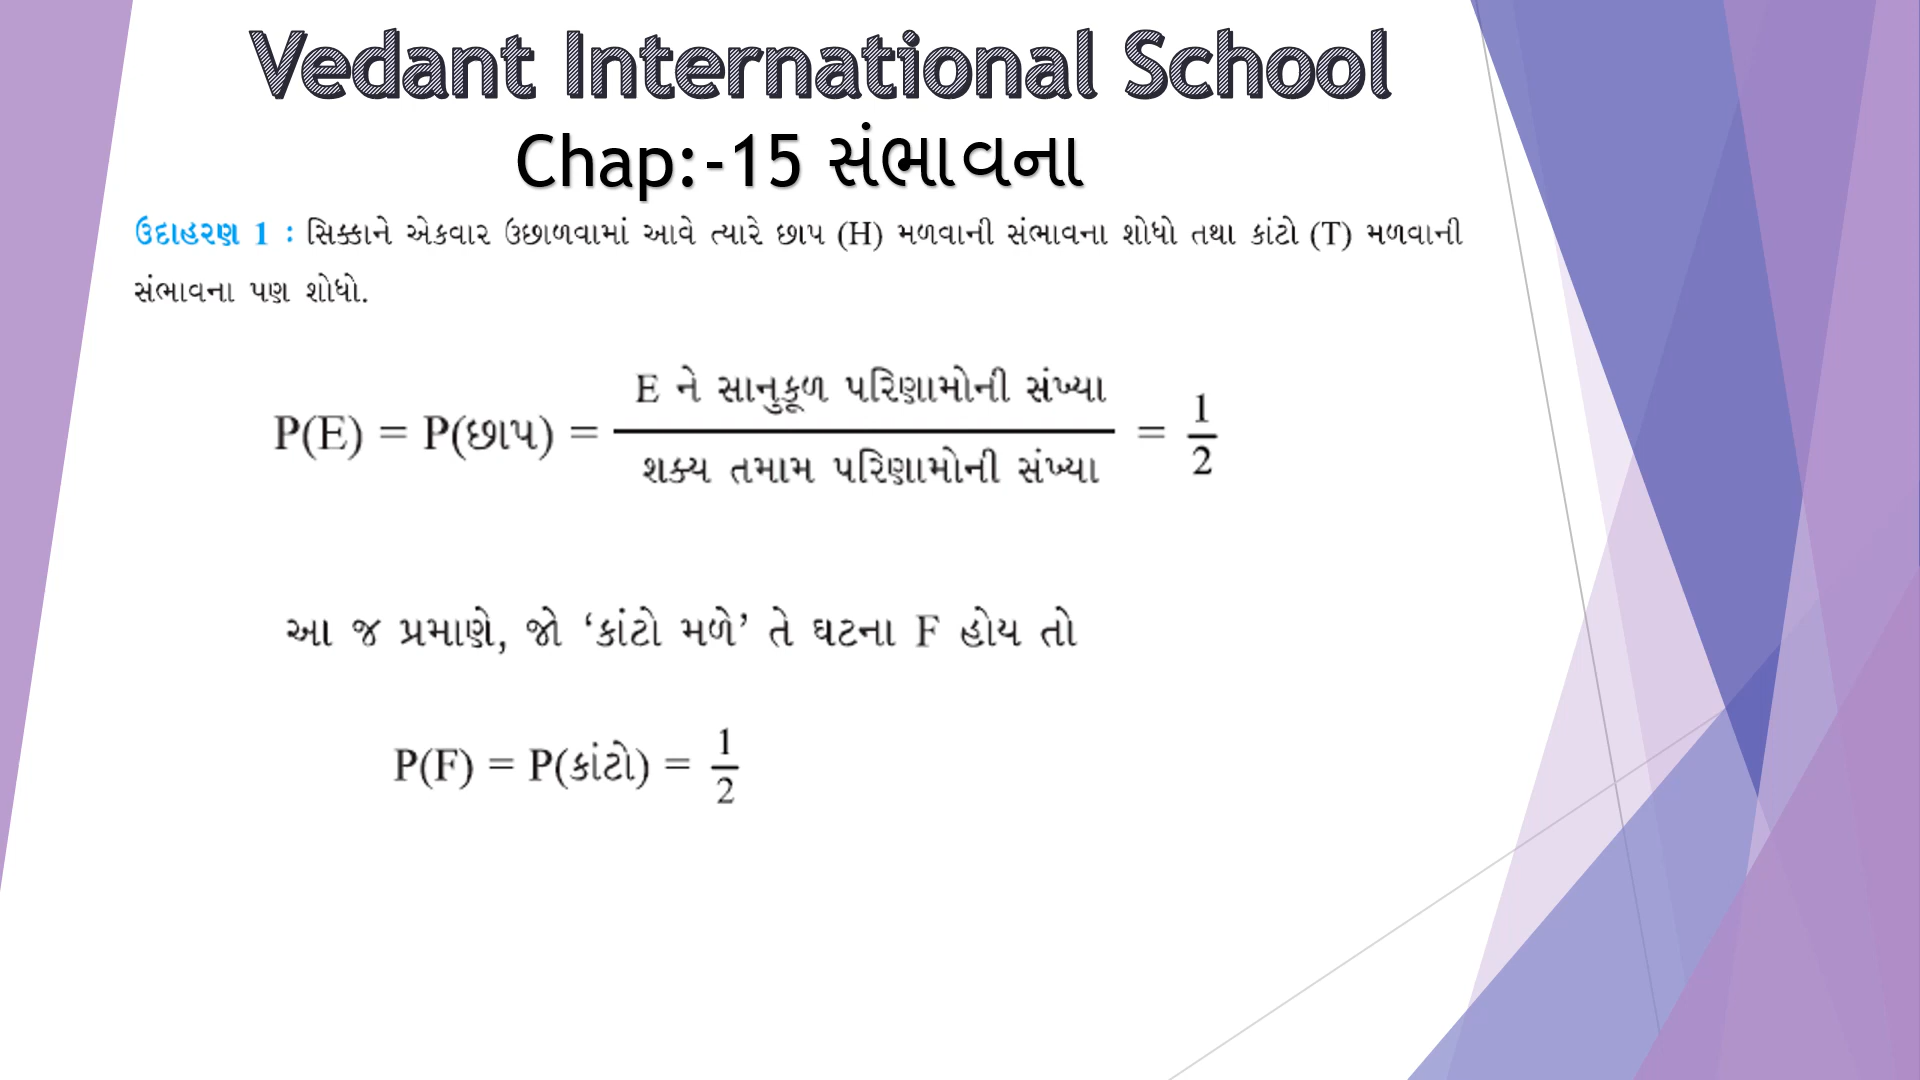 Vedant International School
Chap:-15 સંભાવના
ઉદાહરણ 1 : સિક્કાને એકવાર ઉછાળવામાં આવે ત્યારે છાપ (H) મળવાની સંભાવના શોધો તથા કાંટો (T) મળવાની
સંભાવના પણ શોધો.
P(E) = P(છાપ) = E ને સાનુકૂળ પરિણામોની સંખ્યા / શક્ય તમામ પરિણામોની સંખ્યા = 1/2
આ જ પ્રમાણે, જો ‘કાંટો મળે’ તે ઘટના F હોય તો
P(F) = P(કાંટો) = 1/2